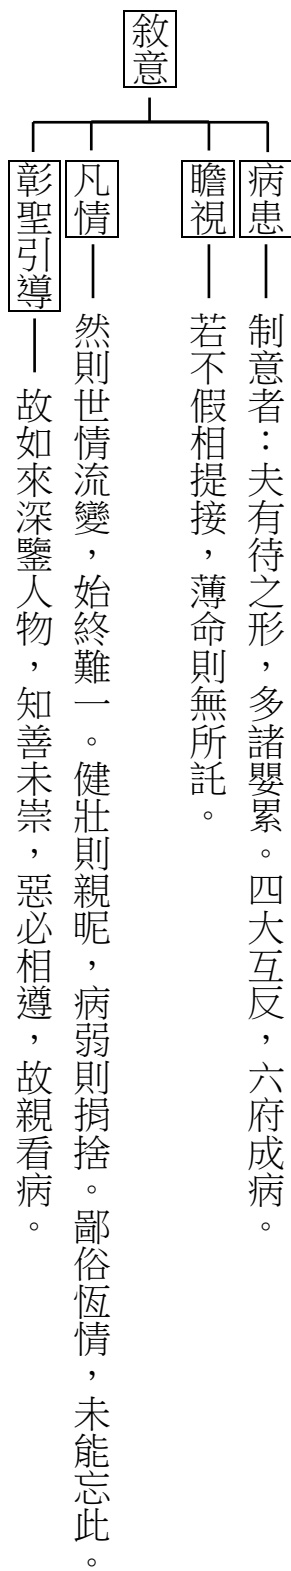 敘意
病患
制意者：夫有待之形，多諸嬰累。四大互反，六府成病。
瞻視
若不假相提接，薄命則無所託。
凡情
然則世情流變，始終難一。健壯則親昵，病弱則捐捨。鄙俗恆情，未能忘此。
彰聖引導
故如來深鑒人物，知善未崇，惡必相遵，故親看病。